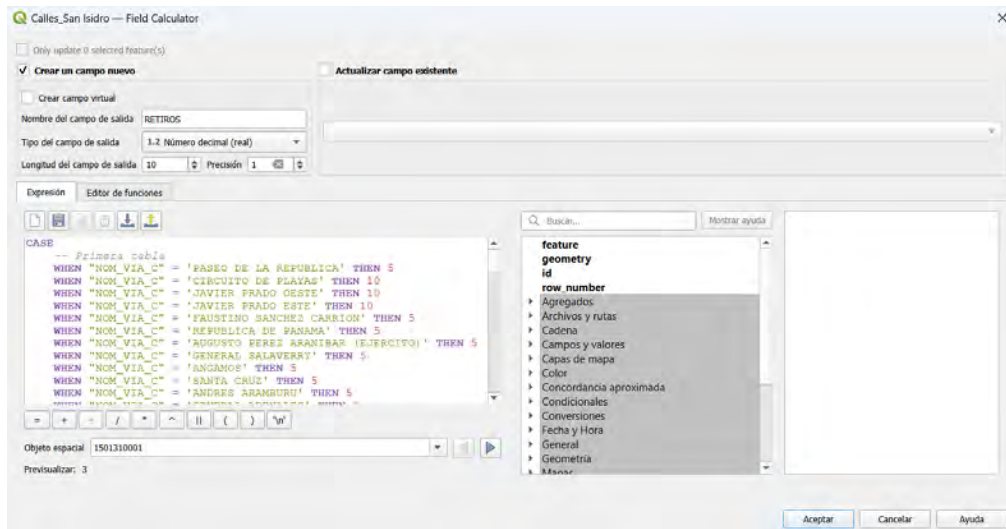 Calles_San Isidro — Field Calculator
Only update 0 selected feature(s)
Crear un campo nuevo
Actualizar campo existente
Crear campo virtual
Nombre del campo de salida RETIROS
Tipo del campo de salida 1.2 Número decimal (real)
Longitud del campo de salida 10 Precisión 1
Expresión Editor de funciones
Buscar... Mostrar ayuda
CASE
-- Primera tabla
WHEN "NOM_VIA_C" = 'PASEO DE LA REPUBLICA' THEN 5
WHEN "NOM_VIA_C" = 'CIRCUITO DE PLAYAS' THEN 10
WHEN "NOM_VIA_C" = 'JAVIER PRADO OESTE' THEN 10
WHEN "NOM_VIA_C" = 'JAVIER PRADO ESTE' THEN 10
WHEN "NOM_VIA_C" = 'FAUSTINO SANCHEZ CARRION' THEN 5
WHEN "NOM_VIA_C" = 'REPUBLICA DE PANAMA' THEN 5
WHEN "NOM_VIA_C" = 'AUGUSTO PEREZ ARANIBAR (EJERCITO)' THEN 5
WHEN "NOM_VIA_C" = 'GENERAL SALAVERRY' THEN 5
WHEN "NOM_VIA_C" = 'ANGAMOS' THEN 5
WHEN "NOM_VIA_C" = 'SANTA CRUZ' THEN 5
WHEN "NOM_VIA_C" = 'ANDRES ARAMBURU' THEN 5
= + - / * ^ || ( ) '\n'
Objeto espacial 1501310001
Previsualizar: 3
feature
geometry
id
row_number
Agregados
Archivos y rutas
Cadena
Campos y valores
Capas de mapa
Color
Concordancia aproximada
Condicionales
Conversiones
Fecha y Hora
General
Geometría
Mapas
Aceptar Cancelar Ayuda